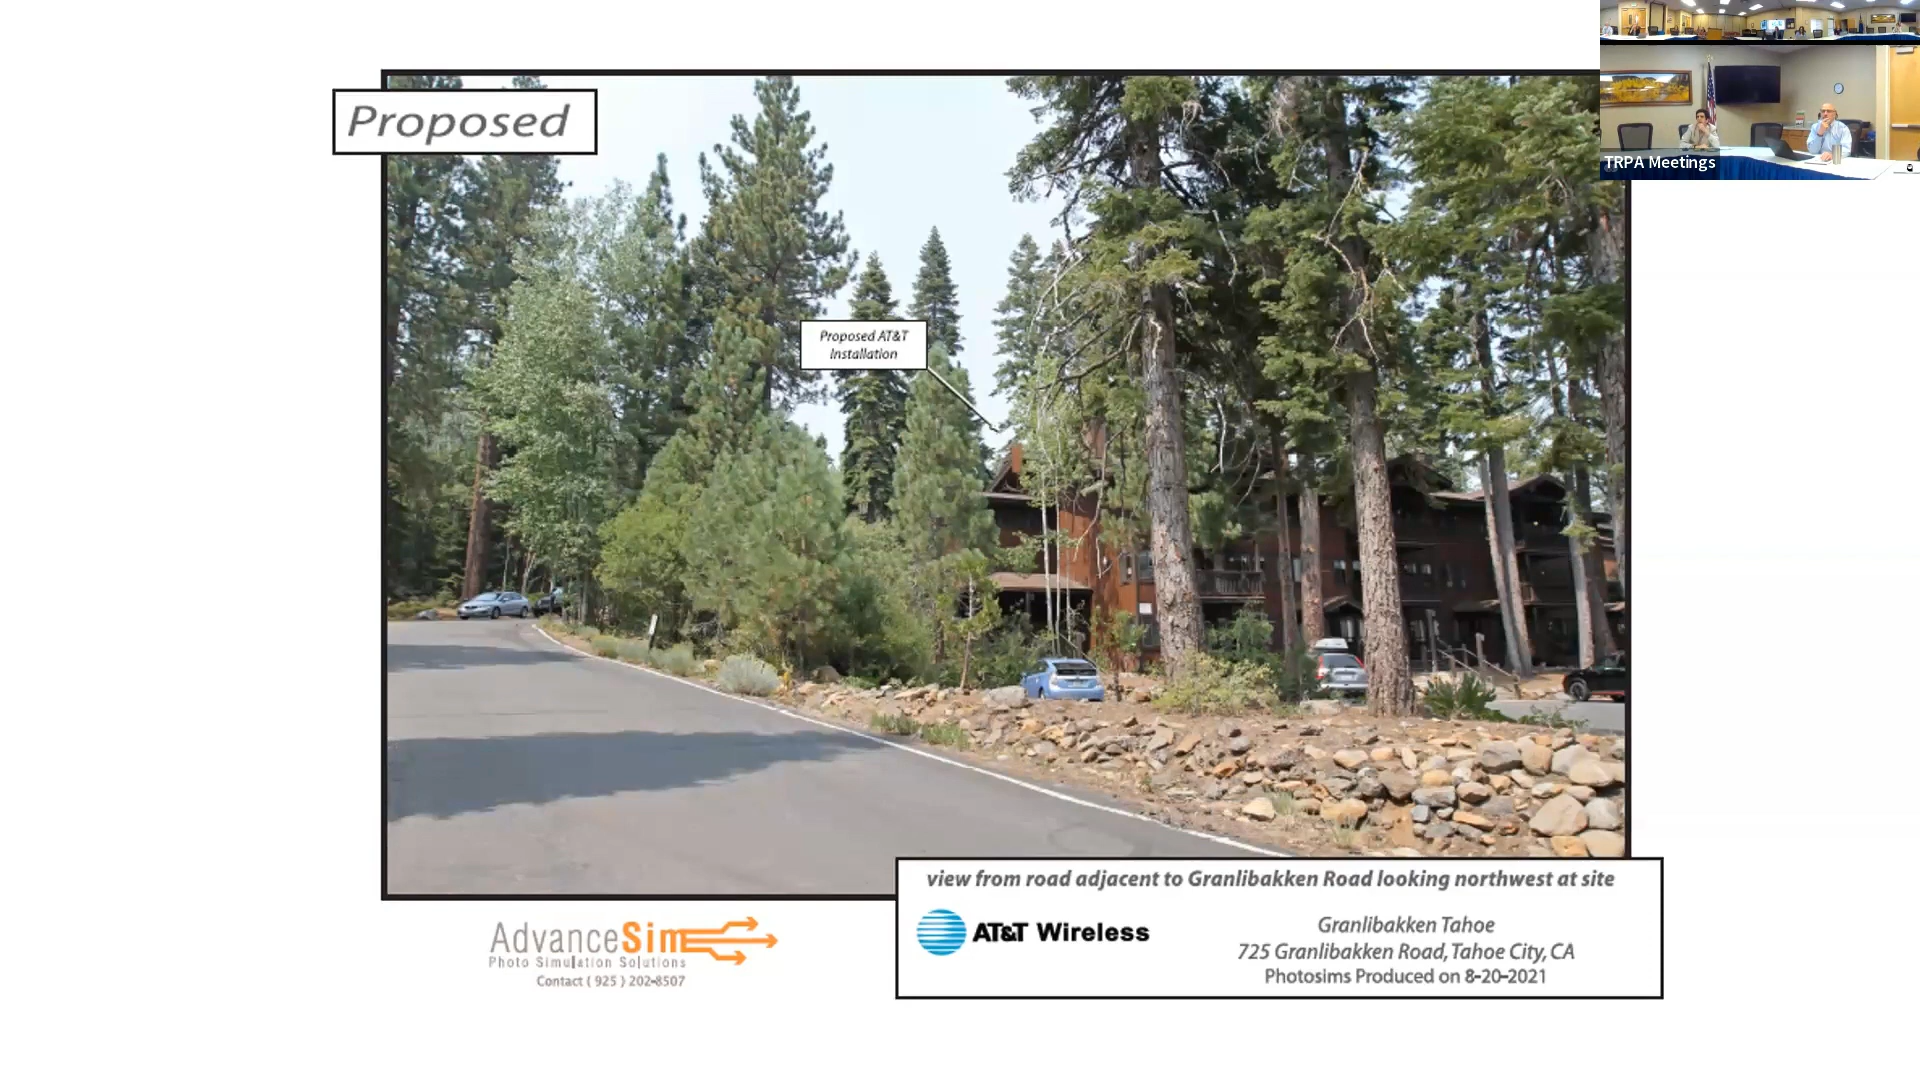 Proposed
TRPA Meetings
Proposed AT&T
Installation
view from road adjacent to Granlibakken Road looking northwest at site
AT&T Wireless
Granlibakken Tahoe
725 Granlibakken Road, Tahoe City, CA
Photosims Produced on 8-20-2021
AdvanceSim
Photo Simulation Solutions
Contact ( 925 ) 202-8507